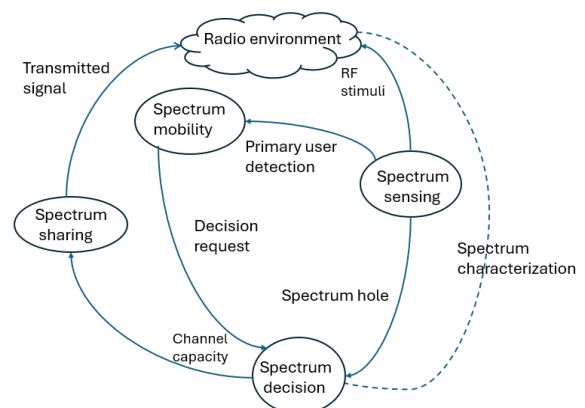 Radio environment
Transmitted
signal
RF
stimuli
Spectrum
mobility
Primary user
detection
Spectrum
sensing
Spectrum
sharing
Decision
request
Spectrum
characterization
Spectrum hole
Channel
capacity
Spectrum
decision